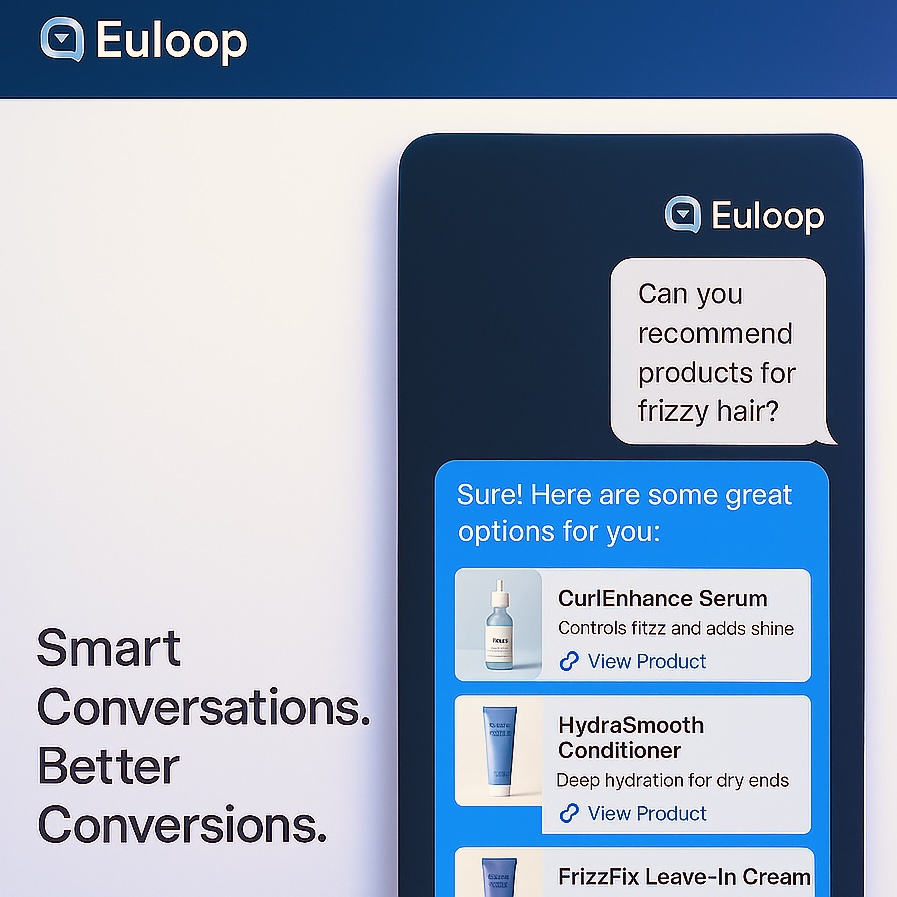 Euloop
Euloop
Can you
recommend
products for
frizzy hair?
Sure! Here are some great
options for you:
CurlEnhance Serum
Controls fitzz and adds shine
View Product
HydraSmooth
Conditioner
Deep hydration for dry ends
View Product
FrizzFix Leave-In Cream
Smart
Conversations.
Better
Conversions.